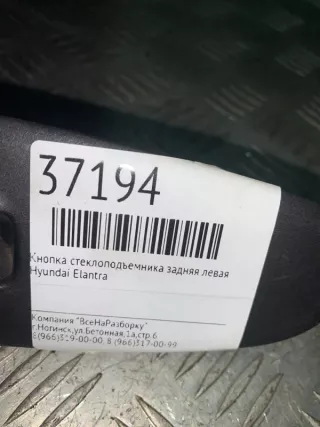 37194
Кнопка стеклоподъемника задняя левая
Hyundai Elantra
Компания "ВсеНаРазборку"
г.Ногинск,ул.Бетонная,1а,стр.6
8(966)319-00-00 8 (966)317-00-99